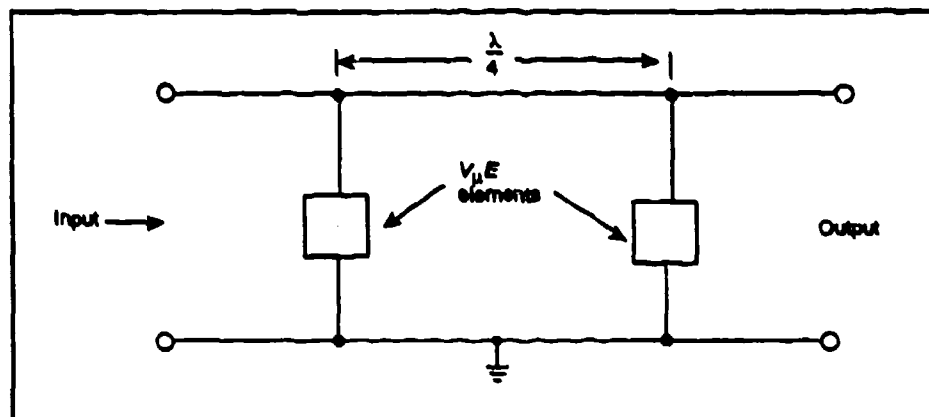 λ
4
VμE
elements
Input
Output